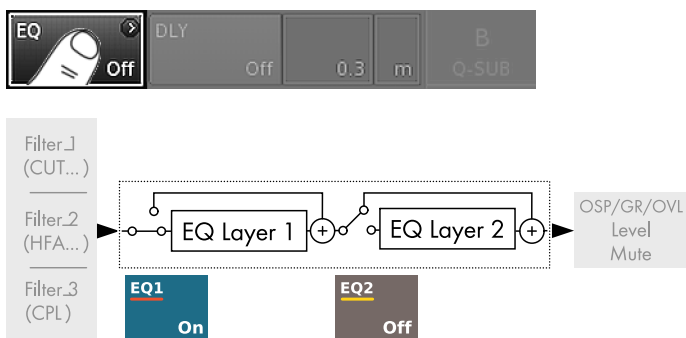 EQ
Off
DLY
Off
0.3
m
B
Q-SUB
Filter_1
(CUT...)
Filter_2
(HFA...)
Filter_3
(CPL)
EQ Layer 1
+
EQ Layer 2
+
OSP/GR/OVL
Level
Mute
EQ1
On
EQ2
Off